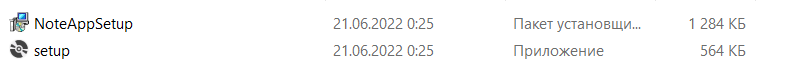 NoteAppSetup 21.06.2022 0:25 Пакет установщи... 1 284 КБ
setup 21.06.2022 0:25 Приложение 564 КБ